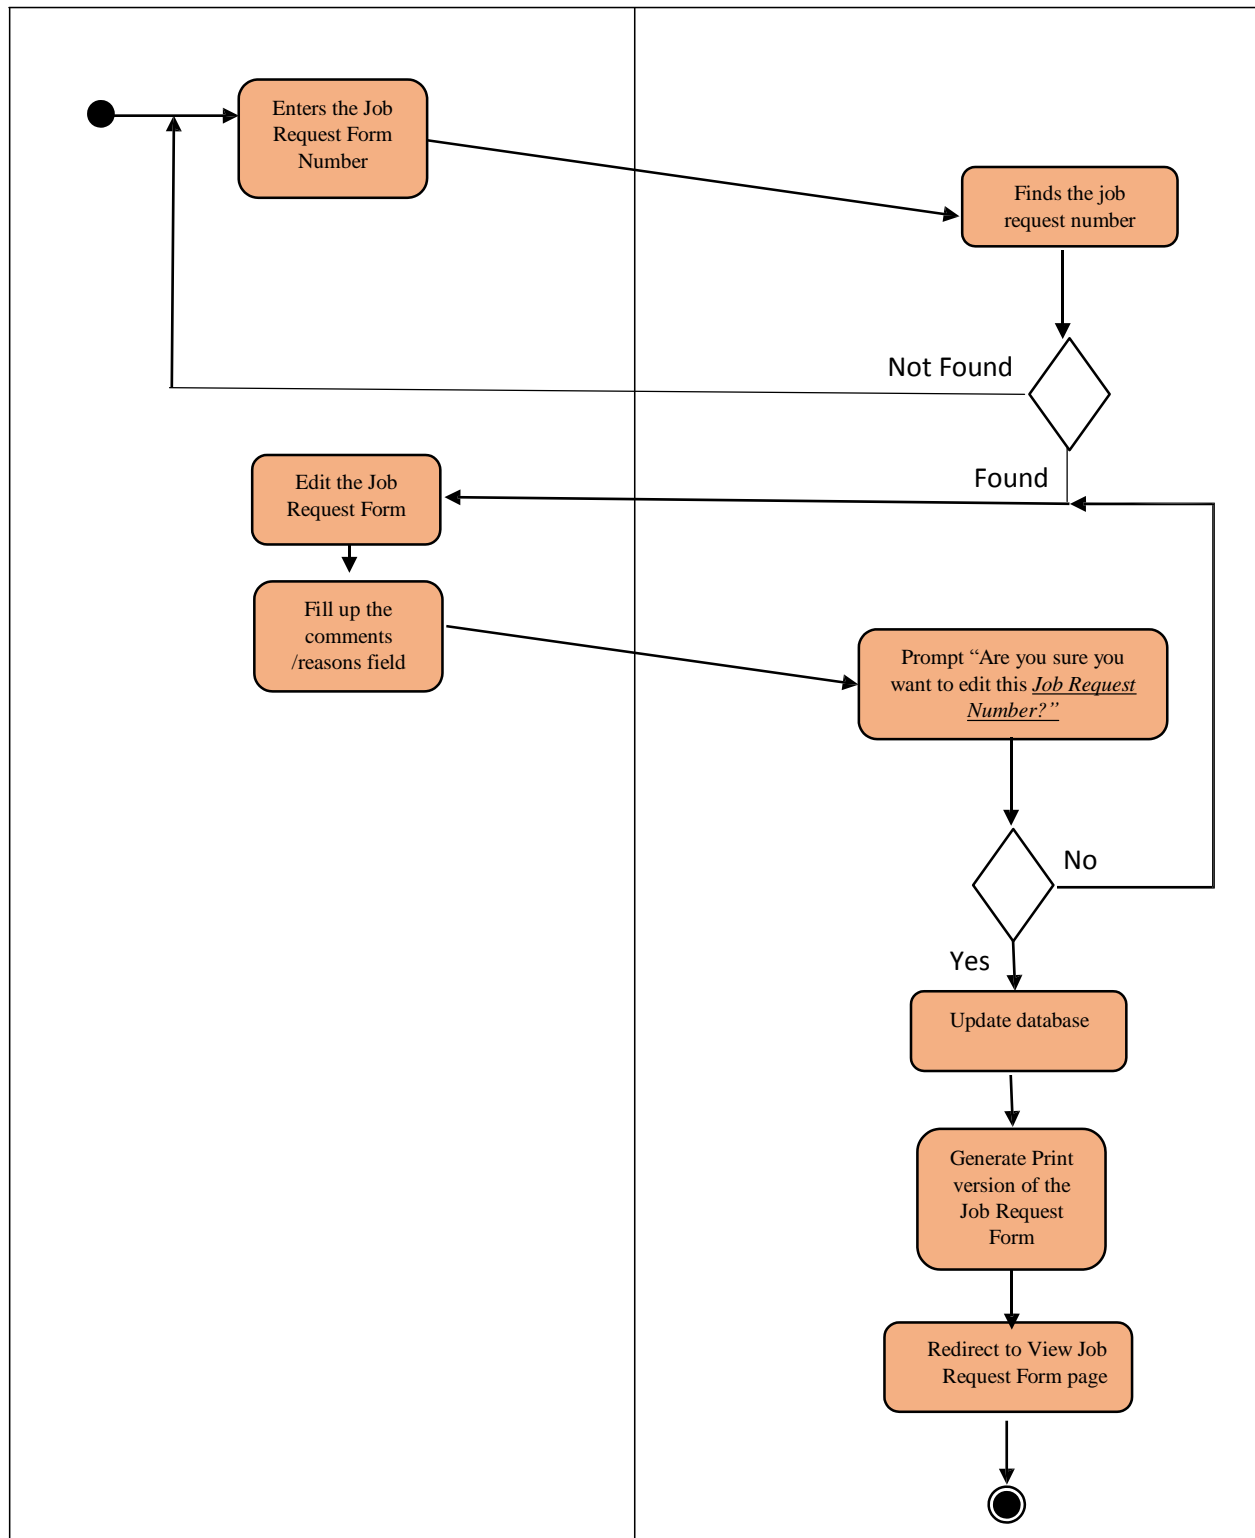 Enters the Job
Request Form
Number
Finds the job
request number
Not Found
Found
Edit the Job
Request Form
Fill up the
comments
/reasons field
Prompt “Are you sure you
want to edit this Job Request
Number?”
No
Yes
Update database
Generate Print
version of the
Job Request
Form
Redirect to View Job
Request Form page